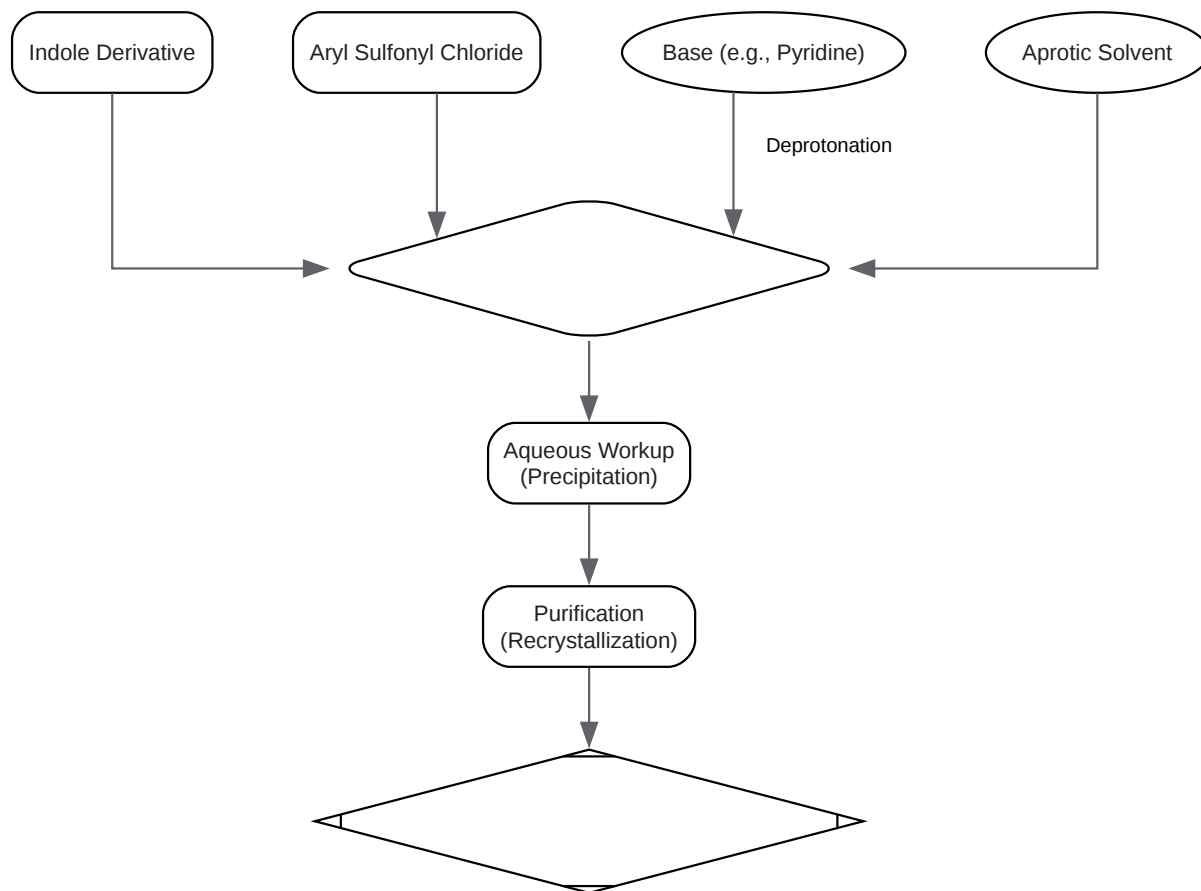 Indole Derivative
Aryl Sulfonyl Chloride
Base (e.g., Pyridine)
Aprotic Solvent
Deprotonation
Aqueous Workup
(Precipitation)
Purification
(Recrystallization)